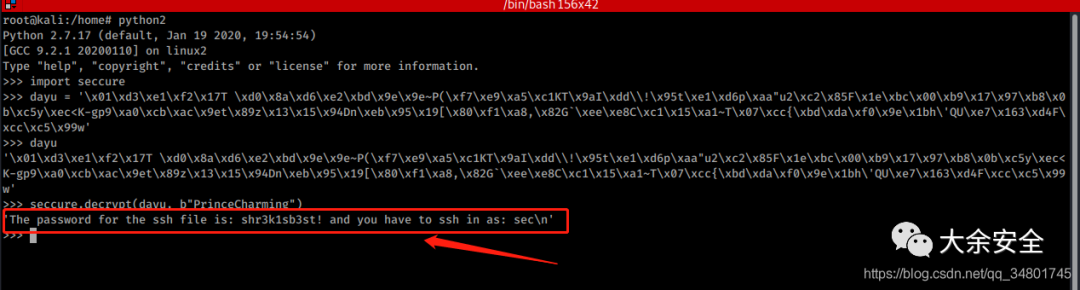 /bin/bash 156x42
root@kali:/home# python2
Python 2.7.17 (default, Jan 19 2020, 19:54:54)
[GCC 9.2.1 20200110] on linux2
Type "help", "copyright", "credits" or "license" for more information.
>>> import seccure
>>> dayu = '\x01\xd3\xe1\xf2\x17T \xd0\x8a\xd6\xe2\xbd\x9e\x9e~P(\xf7\xe9\xa5\xc1KT\x9aI\xdd\\!\x95t\xe1\xd6p\xaa"u2\xc2\x85F\x1e\xbc\x00\xb9\x17\x97\xb8\x0
b\xc5y\xec<K-gp9\xa0\xcb\xac\x9et\x89z\x13\x15\x94Dn\xeb\x95\x19[\x80\xf1\xa8,\x82G`\xee\xe8C\xc1\x15\xa1~T\x07\xcc{\xbd\xda\xf0\x9e\x1bh\'QU\xe7\x163\xd4F\
xcc\xc5\x99w'
>>> dayu
'\x01\xd3\xe1\xf2\x17T \xd0\x8a\xd6\xe2\xbd\x9e\x9e~P(\xf7\xe9\xa5\xc1KT\x9aI\xdd\\!\x95t\xe1\xd6p\xaa"u2\xc2\x85F\x1e\xbc\x00\xb9\x17\x97\xb8\x0b\xc5y\xec<
K-gp9\xa0\xcb\xac\x9et\x89z\x13\x15\x94Dn\xeb\x95\x19[\x80\xf1\xa8,\x82G`\xee\xe8C\xc1\x15\xa1~T\x07\xcc{\xbd\xda\xf0\x9e\x1bh\'QU\xe7\x163\xd4F\xcc\xc5\x99
w'
>>> seccure.decrypt(dayu, b"PrinceCharming")
'The password for the ssh file is: shr3k1sb3st! and you have to ssh in as: sec\n'
>>>
大余安全
https://blog.csdn.net/qq_34801745